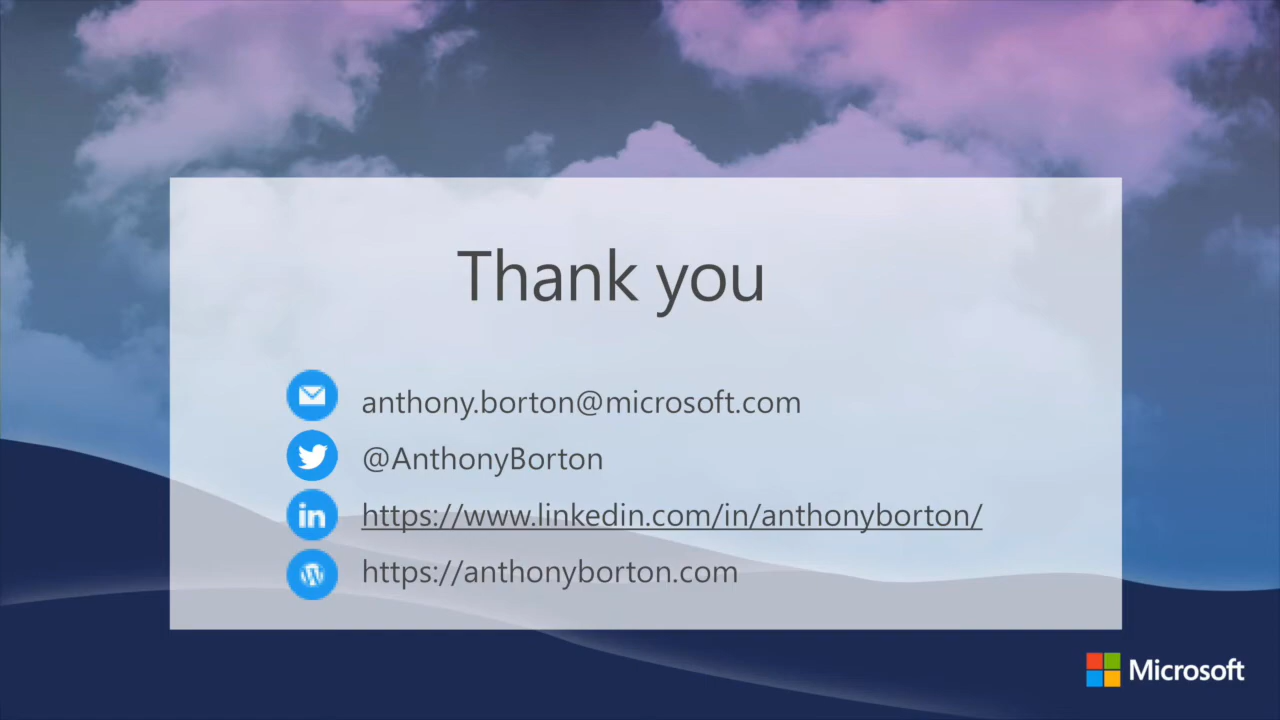 Thank you
anthony.borton@microsoft.com
@AnthonyBorton
https://www.linkedin.com/in/anthonyborton/
https://anthonyborton.com
Microsoft